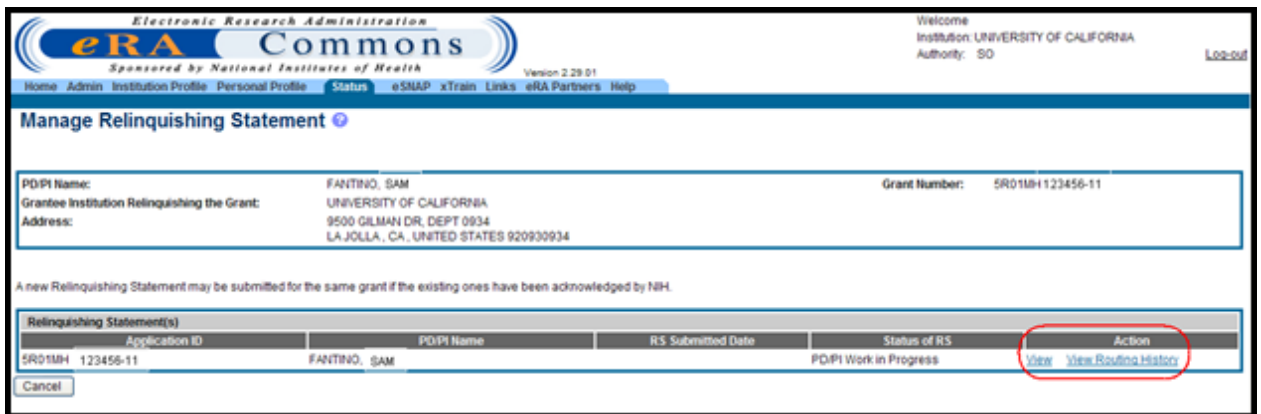 Electronic Research Administration
eRA Commons
Sponsored by National Institutes of Health
Version 2.29.01
Welcome
Institution: UNIVERSITY OF CALIFORNIA
Authority: SO
Log-out
Home Admin Institution Profile Personal Profile Status eSNAP xTrain Links eRA Partners Help
Manage Relinquishing Statement ?
PD/PI Name: FANTINO, SAM Grant Number: 5R01MH 123456-11
Grantee Institution Relinquishing the Grant: UNIVERSITY OF CALIFORNIA
Address: 9500 GILMAN DR, DEPT 0934
LA JOLLA , CA , UNITED STATES 920930934
A new Relinquishing Statement may be submitted for the same grant if the existing ones have been acknowledged by NIH.
Relinquishing Statement(s)
Application ID PD/PI Name RS Submitted Date Status of RS Action
5R01MH 123456-11 FANTINO, SAM PD/PI Work in Progress View View Routing History
Cancel